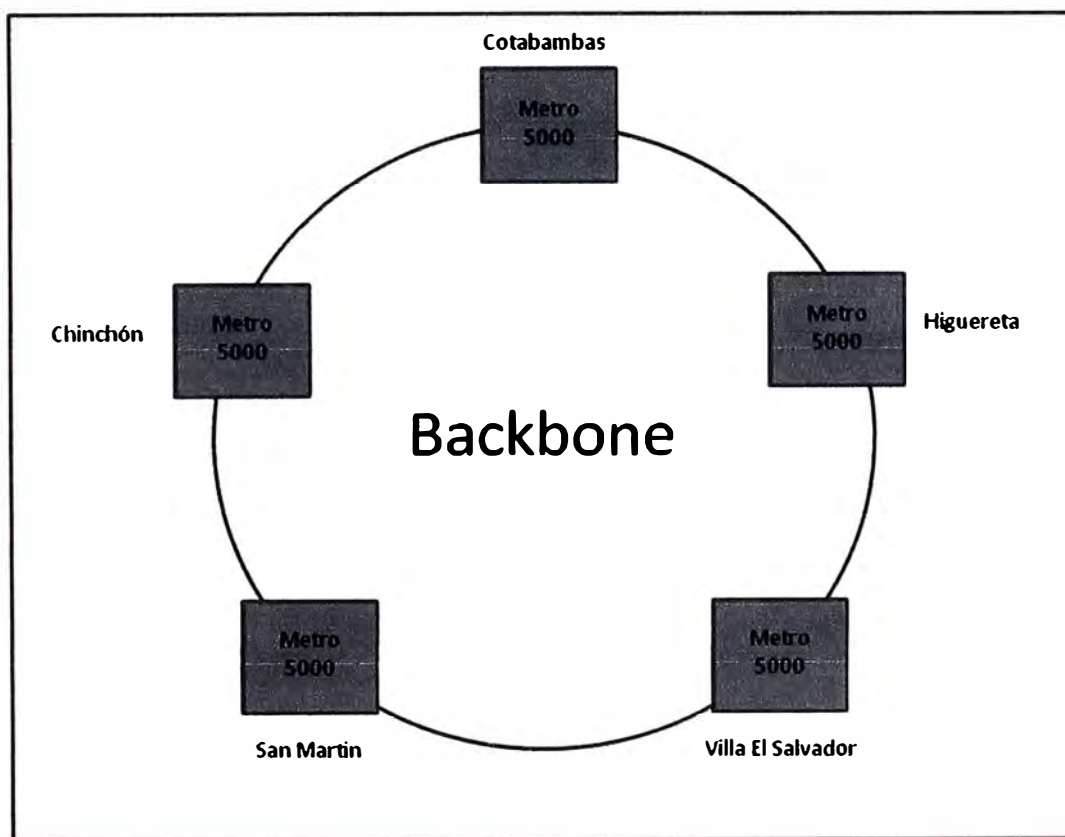 Cotabambas
Metro
5000
Chinchón
Metro
5000
Metro
5000
Higuereta
Backbone
Metro
5000
San Martin
Metro
5000
Villa El Salvador